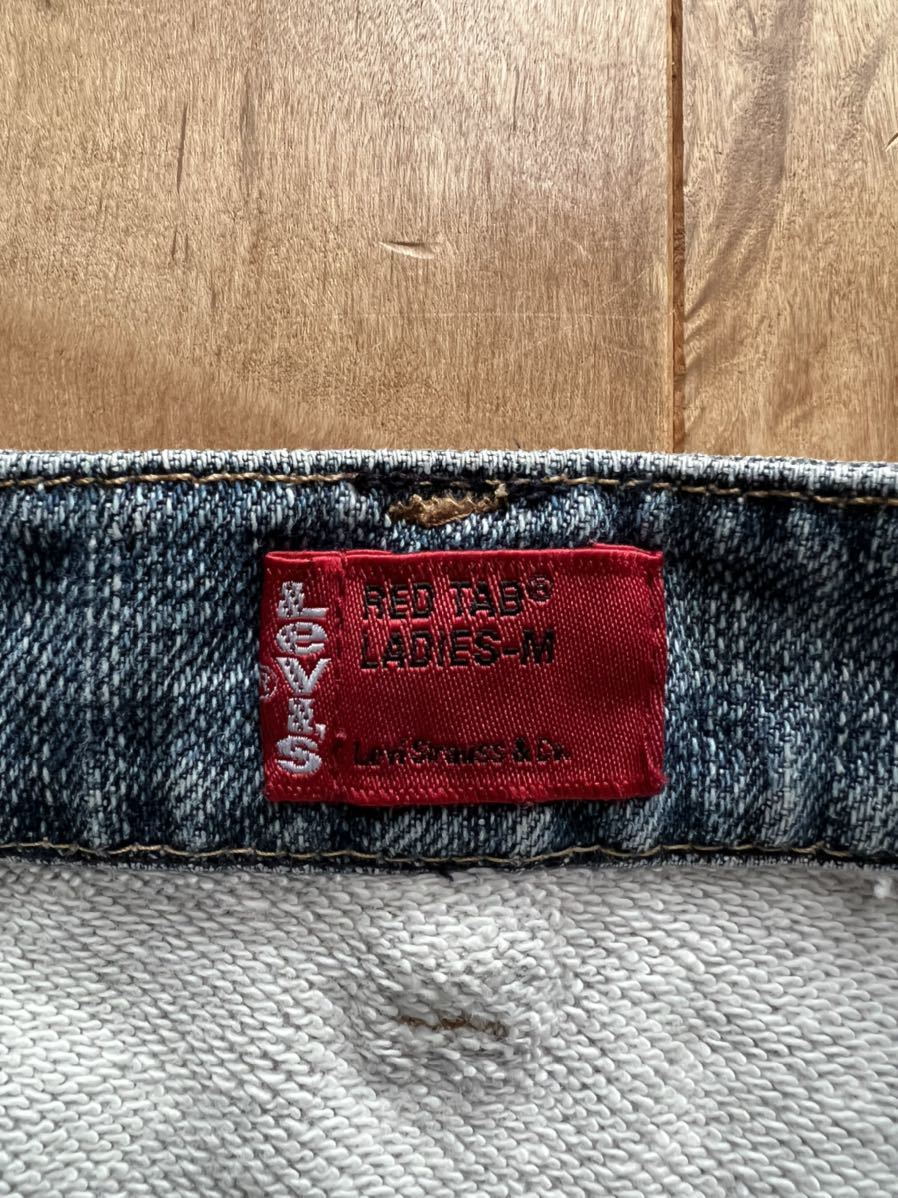 LEVI'S
®
RED TAB®
LADIES-M
Levi Strauss & Co.